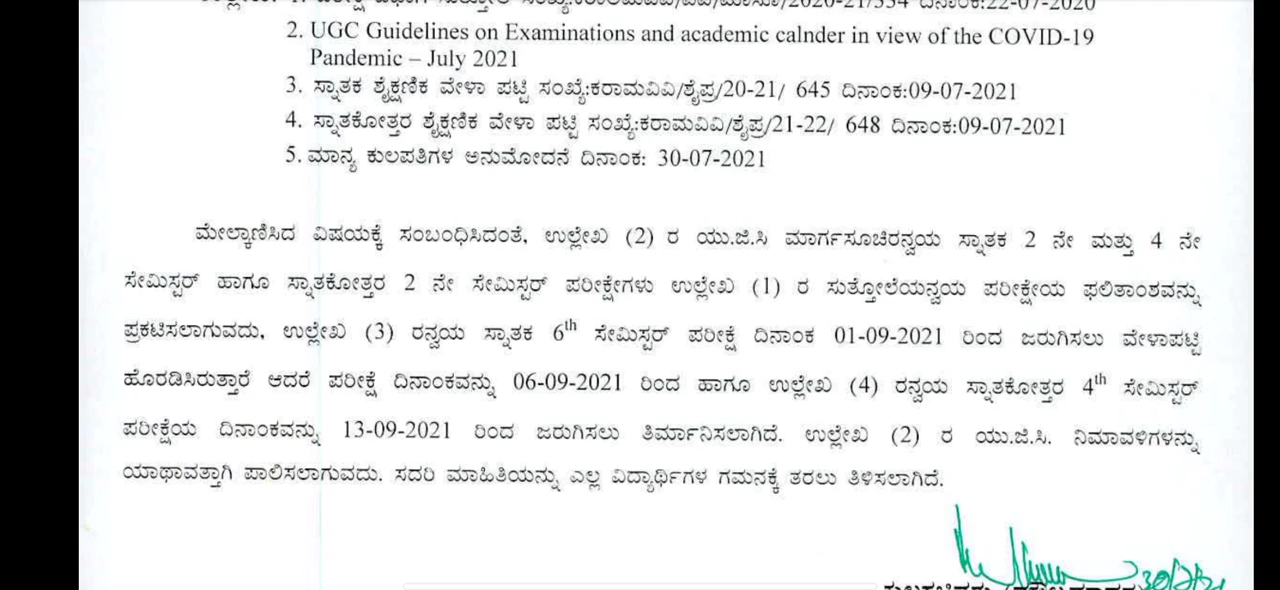 2. UGC Guidelines on Examinations and academic calnder in view of the COVID-19
Pandemic – July 2021
3. ಸ್ನಾತಕ ಶೈಕ್ಷಣಿಕ ವೇಳಾ ಪಟ್ಟಿ ಸಂಖ್ಯೆ:ಕರಾಮವಿವಿ/ಶೈಪ್ರ/20-21/ 645 ದಿನಾಂಕ:09-07-2021
4. ಸ್ನಾತಕೋತ್ತರ ಶೈಕ್ಷಣಿಕ ವೇಳಾ ಪಟ್ಟಿ ಸಂಖ್ಯೆ:ಕರಾಮವಿವಿ/ಶೈಪ್ರ/21-22/ 648 ದಿನಾಂಕ:09-07-2021
5. ಮಾನ್ಯ ಕುಲಪತಿಗಳ ಅನುಮೋದನೆ ದಿನಾಂಕ: 30-07-2021
ಮೇಲ್ಕಾಣಿಸಿದ ವಿಷಯಕ್ಕೆ ಸಂಬಂಧಿಸಿದಂತೆ, ಉಲ್ಲೇಖ (2) ರ ಯು.ಜಿ.ಸಿ ಮಾರ್ಗಸೂಚಿರನ್ವಯ ಸ್ನಾತಕ 2 ನೇ ಮತ್ತು 4 ನೇ
ಸೇಮಿಸ್ಟರ್ ಹಾಗೂ ಸ್ನಾತಕೋತ್ತರ 2 ನೇ ಸೇಮಿಸ್ಟರ್ ಪರೀಕ್ಷೇಗಳು ಉಲ್ಲೇಖ (1) ರ ಸುತ್ತೋಲೆಯನ್ವಯ ಪರೀಕ್ಷೇಯ ಫಲಿತಾಂಶವನ್ನು
ಪ್ರಕಟಿಸಲಾಗುವದು, ಉಲ್ಲೇಖ (3) ರನ್ವಯ ಸ್ನಾತಕ 6th ಸೇಮಿಸ್ಟರ್ ಪರೀಕ್ಷೆ ದಿನಾಂಕ 01-09-2021 ರಿಂದ ಜರುಗಿಸಲು ವೇಳಾಪಟ್ಟಿ
ಹೊರಡಿಸಿರುತ್ತಾರೆ ಆದರೆ ಪರೀಕ್ಷೆ ದಿನಾಂಕವನ್ನು 06-09-2021 ರಿಂದ ಹಾಗೂ ಉಲ್ಲೇಖ (4) ರನ್ವಯ ಸ್ನಾತಕೋತ್ತರ 4th ಸೇಮಿಸ್ಟರ್
ಪರೀಕ್ಷೆಯ ದಿನಾಂಕವನ್ನು 13-09-2021 ರಿಂದ ಜರುಗಿಸಲು ತಿರ್ಮಾನಿಸಲಾಗಿದೆ. ಉಲ್ಲೇಖ (2) ರ ಯು.ಜಿ.ಸಿ. ನಿಮಾವಳಿಗಳನ್ನು
ಯಾಥಾವತ್ತಾಗಿ ಪಾಲಿಸಲಾಗುವದು. ಸದರಿ ಮಾಹಿತಿಯನ್ನು ಎಲ್ಲ ವಿದ್ಯಾರ್ಥಿಗಳ ಗಮನಕ್ಕೆ ತರಲು ತಿಳಿಸಲಾಗಿದೆ.